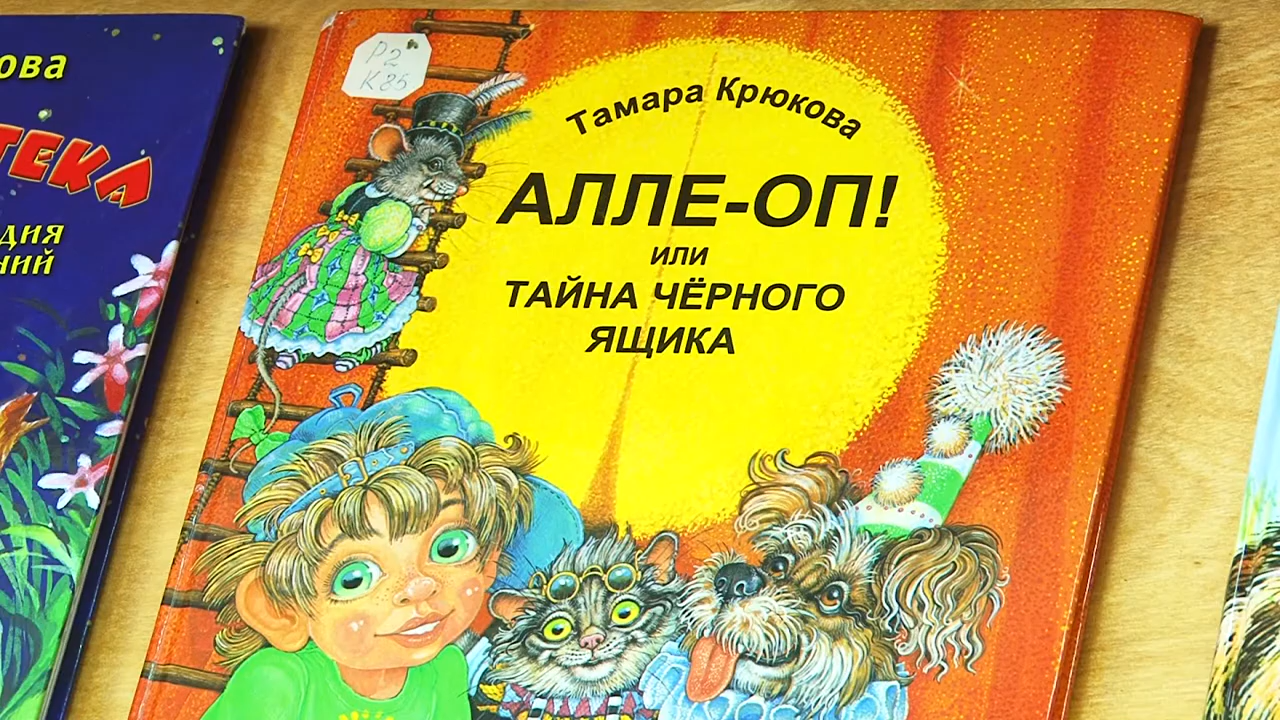 Р2
К85
Тамара Крюкова
АЛЛЕ-ОП!
или
ТАЙНА ЧЁРНОГО
ЯЩИКА
ова
ТЕКА
дия
ний